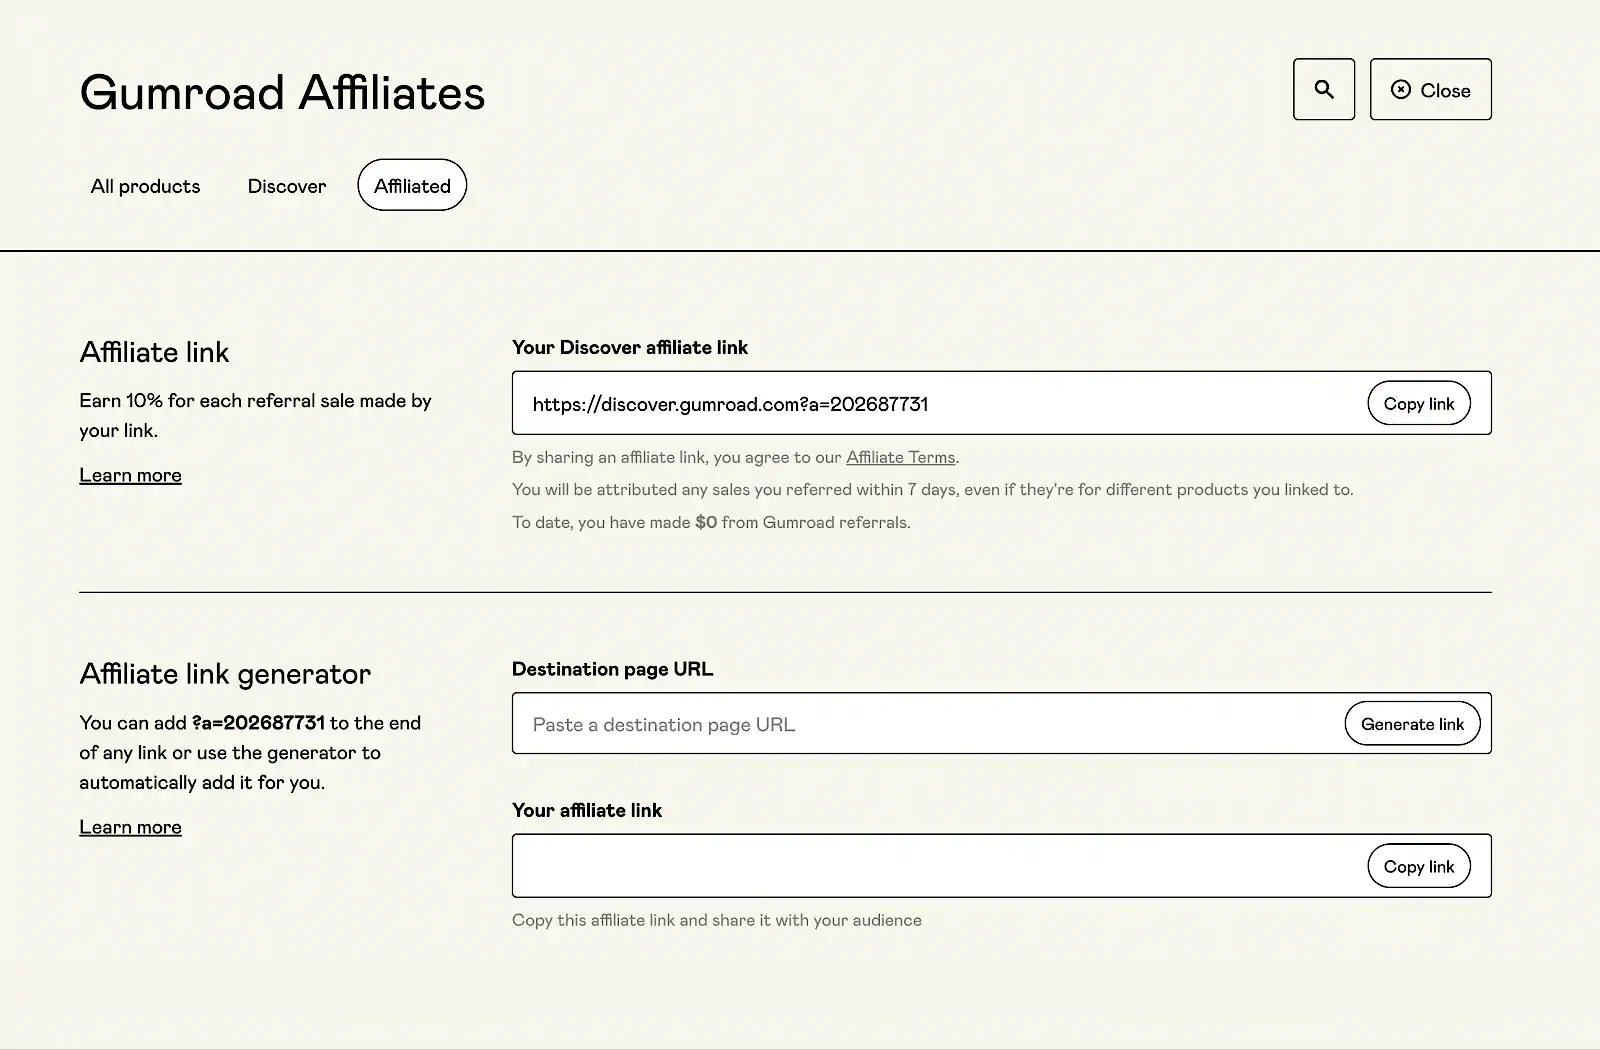 Gumroad Affiliates
Close
All products
Discover
Affiliated
Affiliate link
Earn 10% for each referral sale made by
your link.
Learn more
Your Discover affiliate link
https://discover.gumroad.com?a=202687731
Copy link
By sharing an affiliate link, you agree to our Affiliate Terms.
You will be attributed any sales you referred within 7 days, even if they're for different products you linked to.
To date, you have made $0 from Gumroad referrals.
Affiliate link generator
You can add ?a=202687731 to the end
of any link or use the generator to
automatically add it for you.
Learn more
Destination page URL
Paste a destination page URL
Generate link
Your affiliate link
Copy link
Copy this affiliate link and share it with your audience